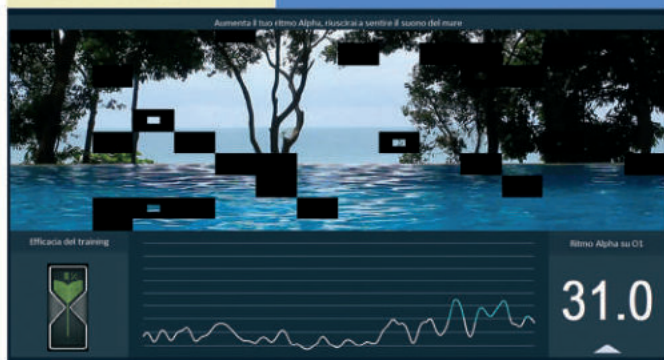 Aumenta il tuo ritmo Alpha, riuscirai a sentire il suono del mare
Efficacia del training
Ritmo Alpha su O1
31.0